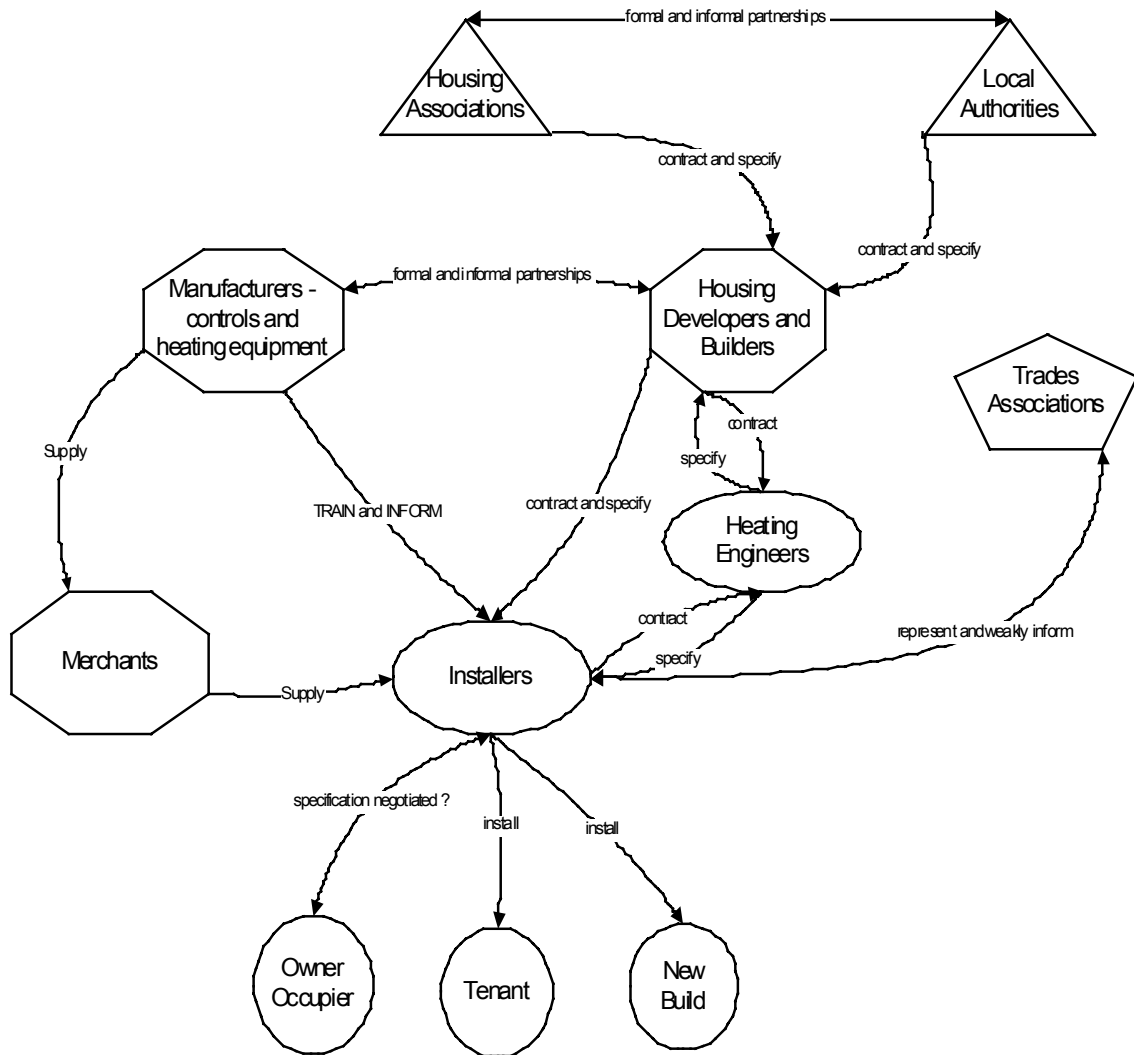 formal and informal partnerships
Housing
Associations
Local
Authorities
contract and specify
contract and specify
formal and informal partnerships
Manufacturers -
controls and
heating equipment
Housing
Developers and
Builders
Trades
Associations
contract
Supply
specify
TRAIN and INFORM
contract and specify
Heating
Engineers
contract
represent and weakly inform
specify
Merchants
Installers
Supply
specification negotiated ?
install
install
Owner
Occupier
Tenant
New
Build